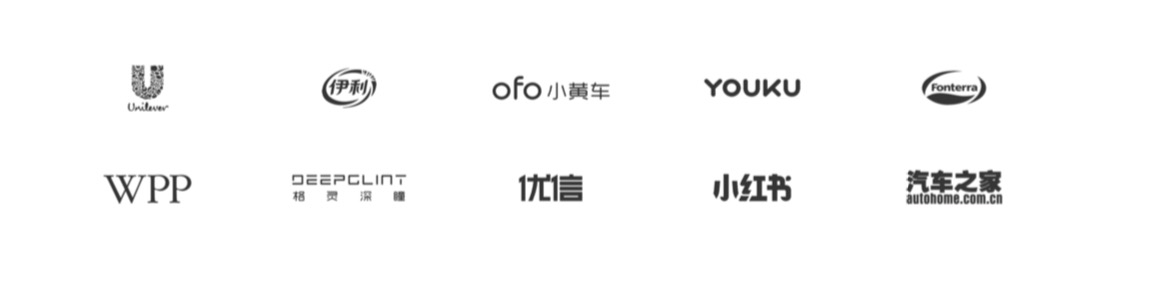 Unilever
伊利
ofo 小黄车
YOUKU
Fonterra
WPP
DEEPGLINT
格灵深瞳
优信
小红书
汽车之家
autohome.com.cn